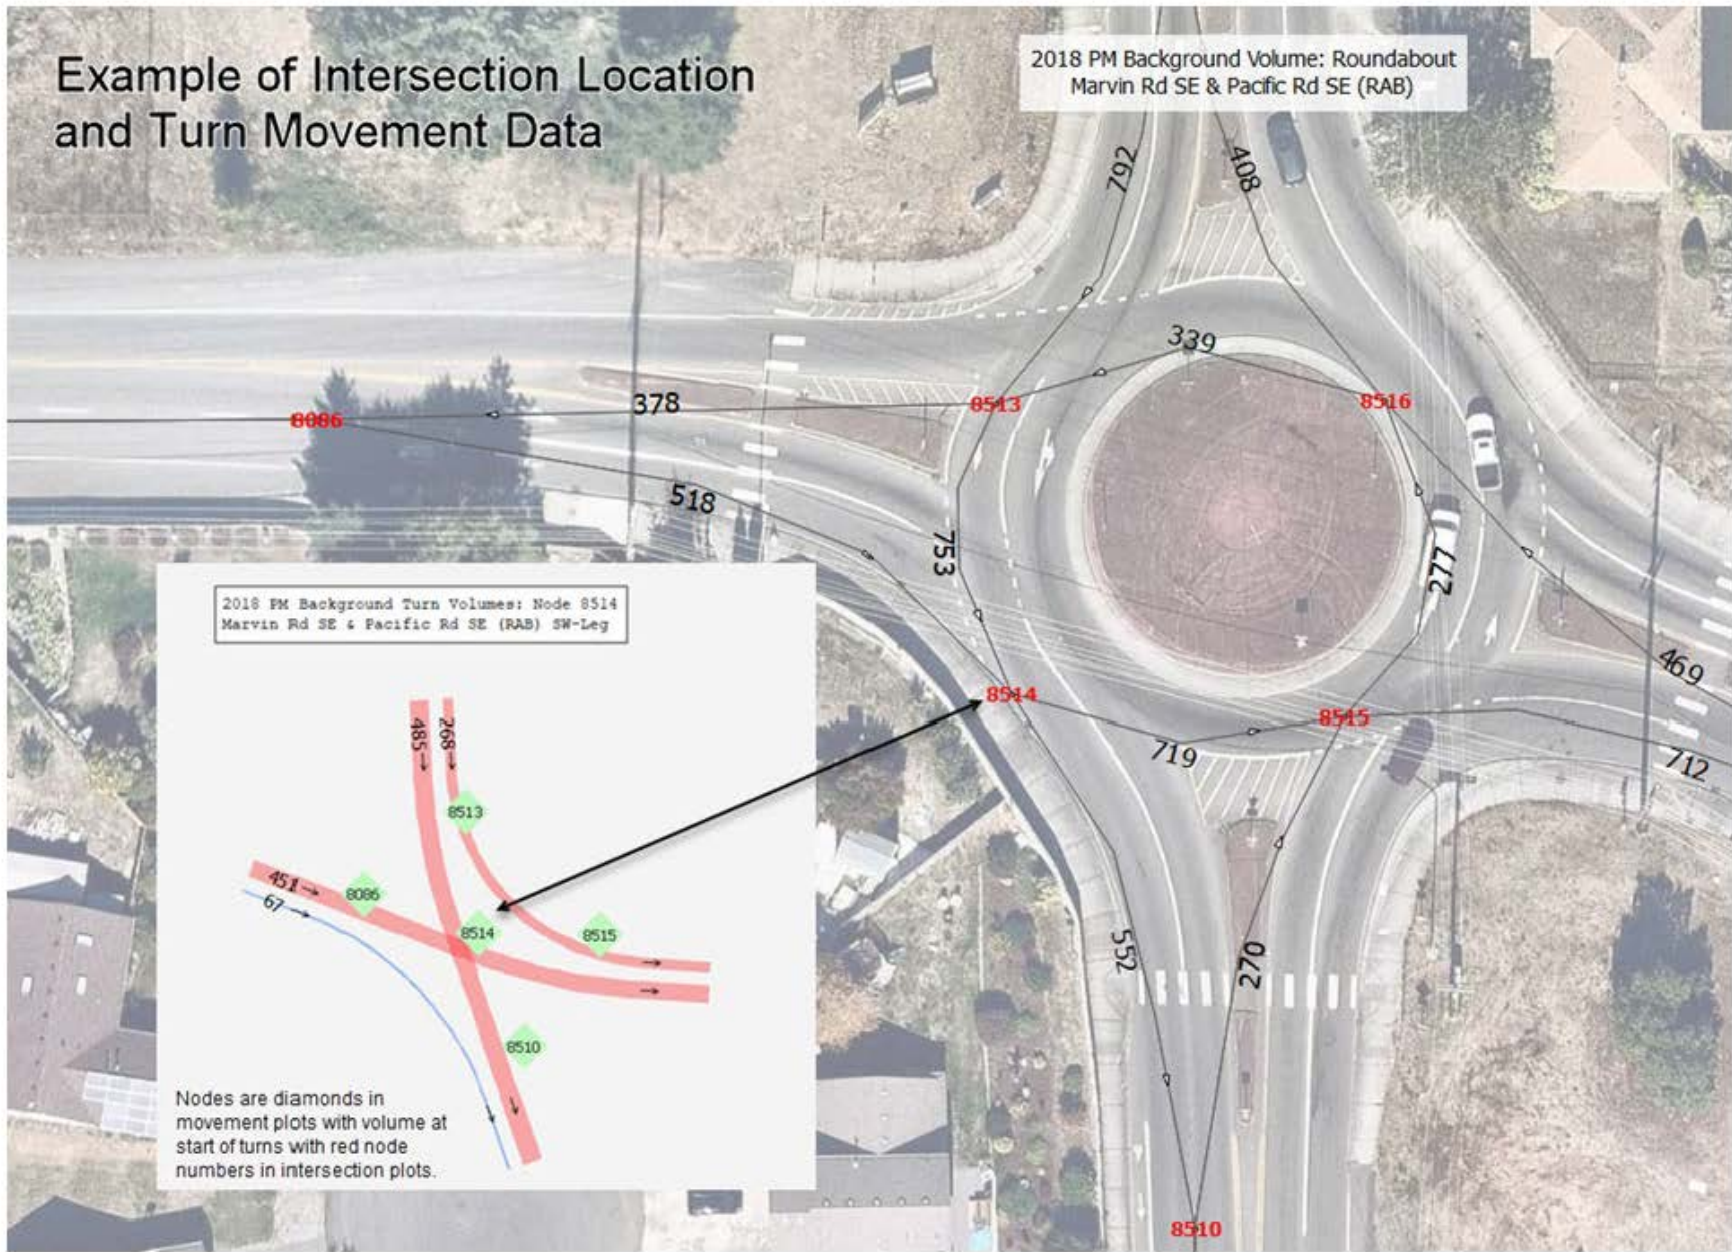 Example of Intersection Location
and Turn Movement Data
2018 PM Background Volume: Roundabout
Marvin Rd SE & Pacific Rd SE (RAB)
792
408
339
378
8086
8513
8516
518
753
277
469
8514
8515
719
712
552
270
8510
2018 PM Background Turn Volumes: Node 8514
Marvin Rd SE & Pacific Rd SE (RAB) SW-Leg
485
268
8513
451
8086
67
8514
8515
8510
Nodes are diamonds in
movement plots with volume at
start of turns with red node
numbers in intersection plots.